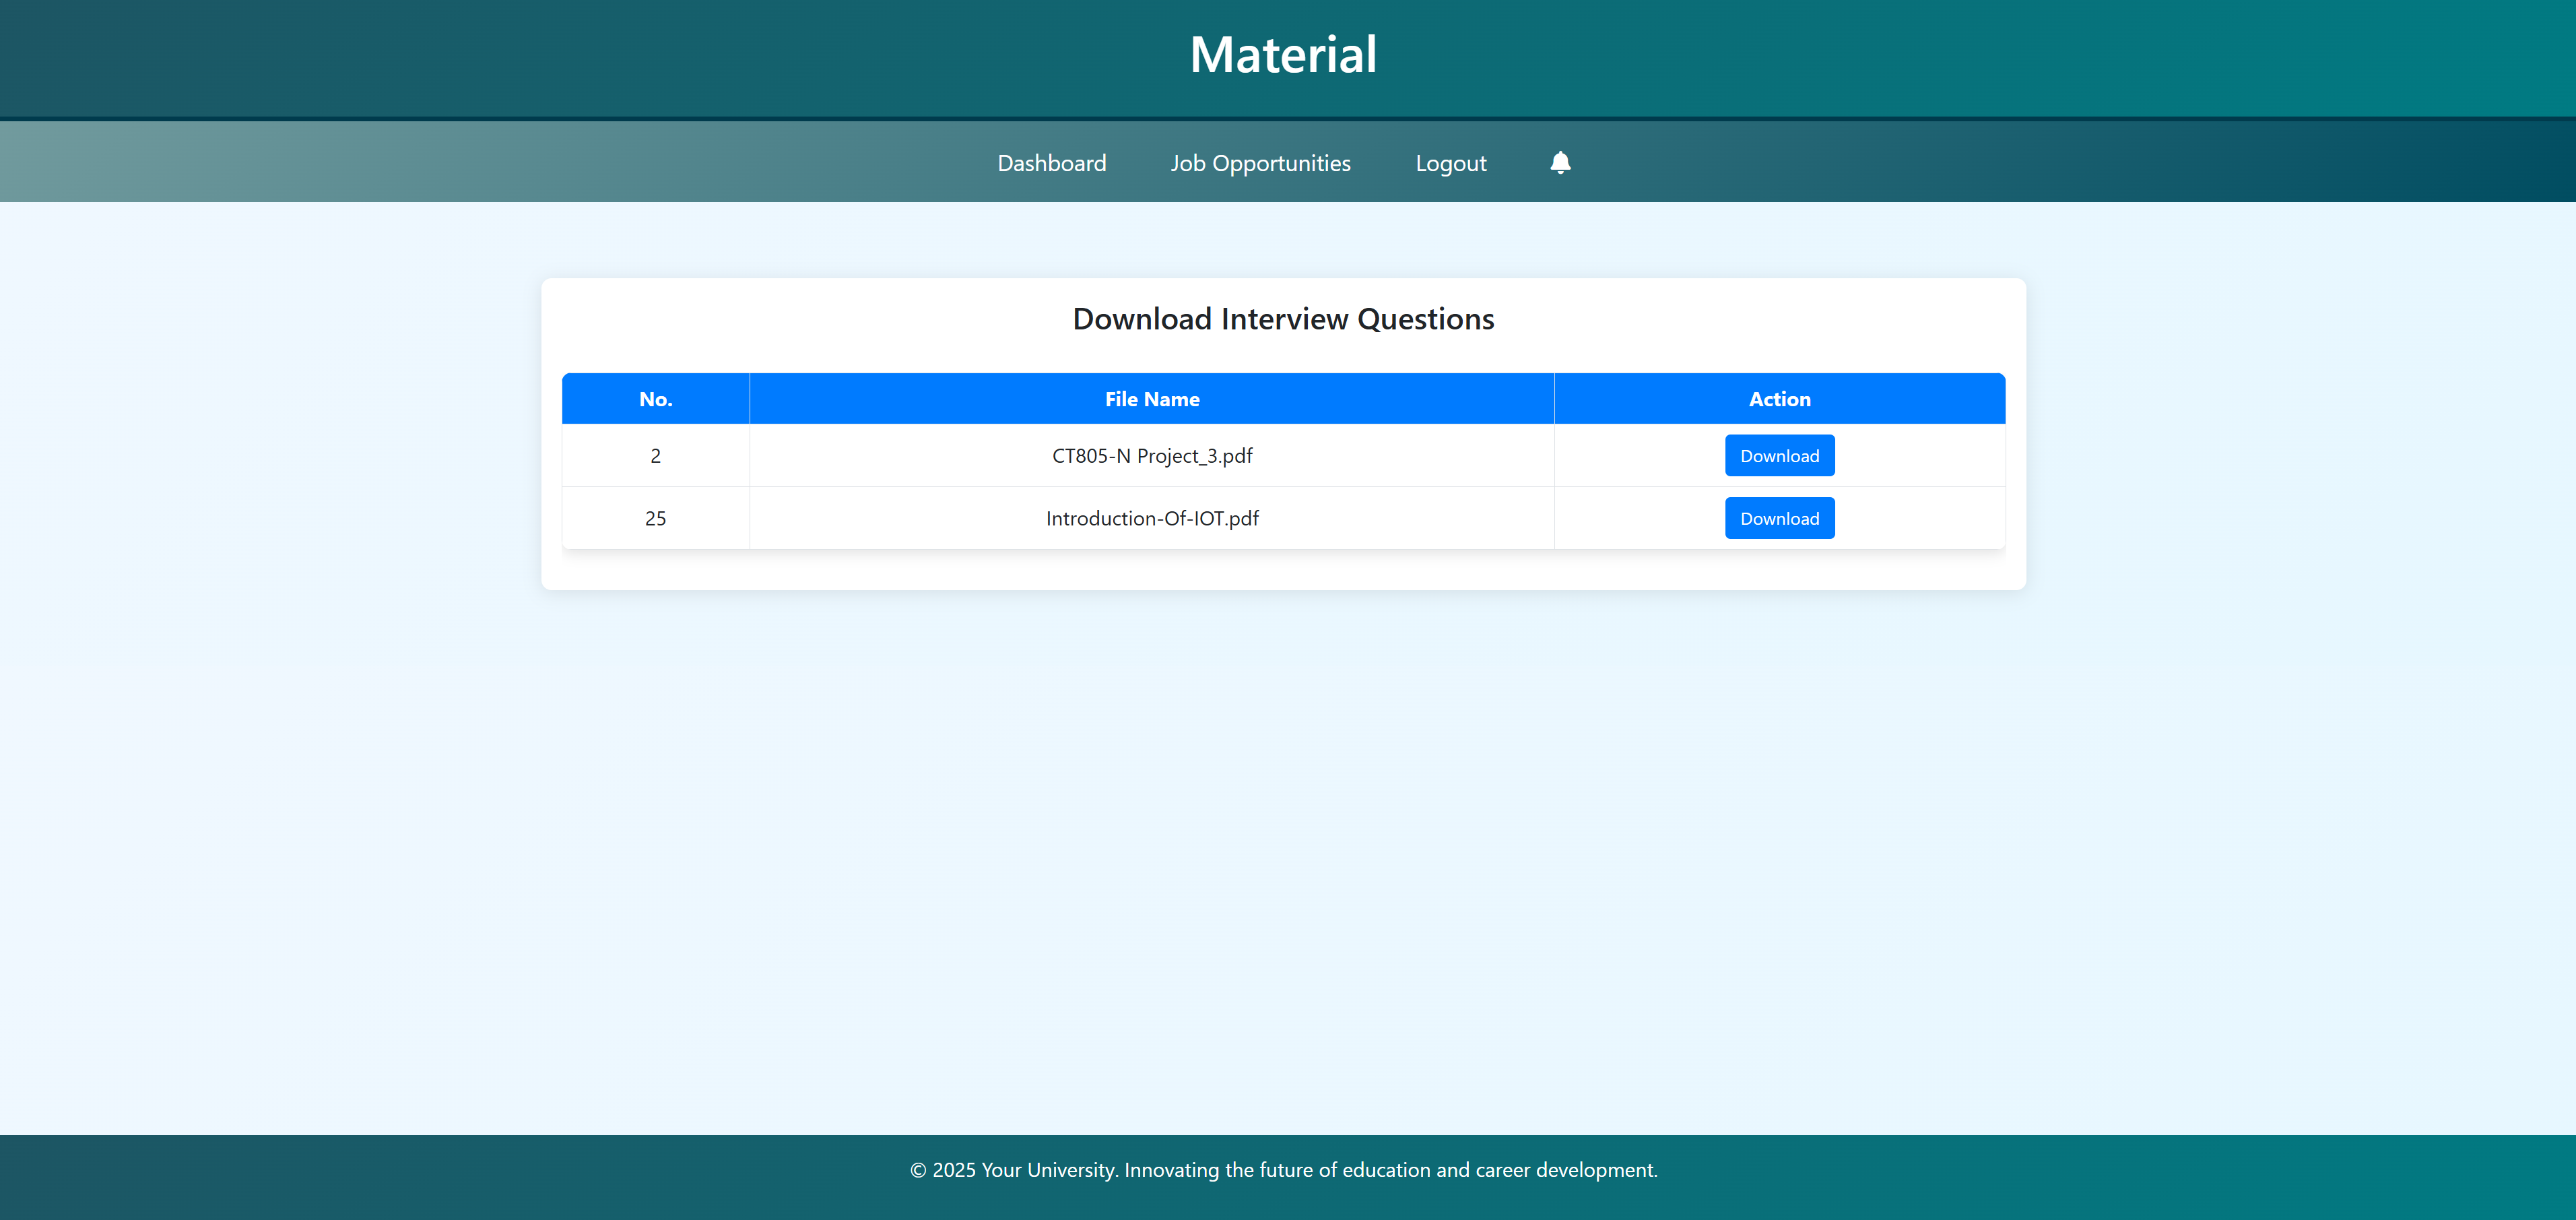 Material
Dashboard Job Opportunities Logout
Download Interview Questions
No. File Name Action
2 CT805-N Project_3.pdf Download
25 Introduction-Of-IOT.pdf Download
© 2025 Your University. Innovating the future of education and career development.